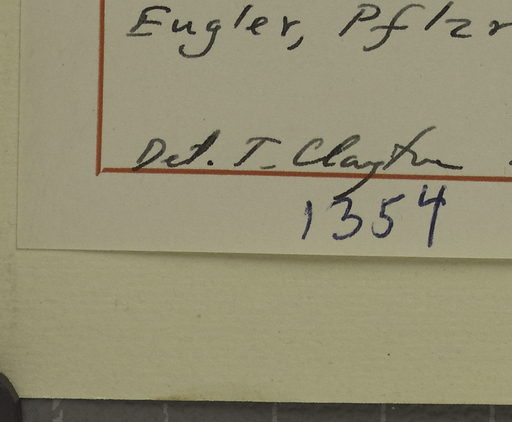 Engler, Pflzr
Det. T. Clayton
1354